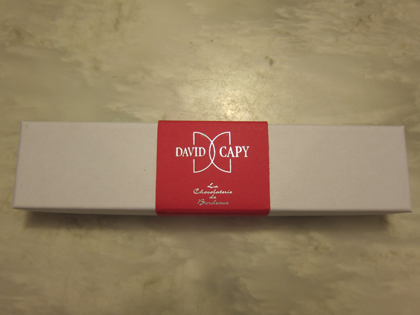 DAVID CAPY
La
Chocolaterie
de
Bordeaux